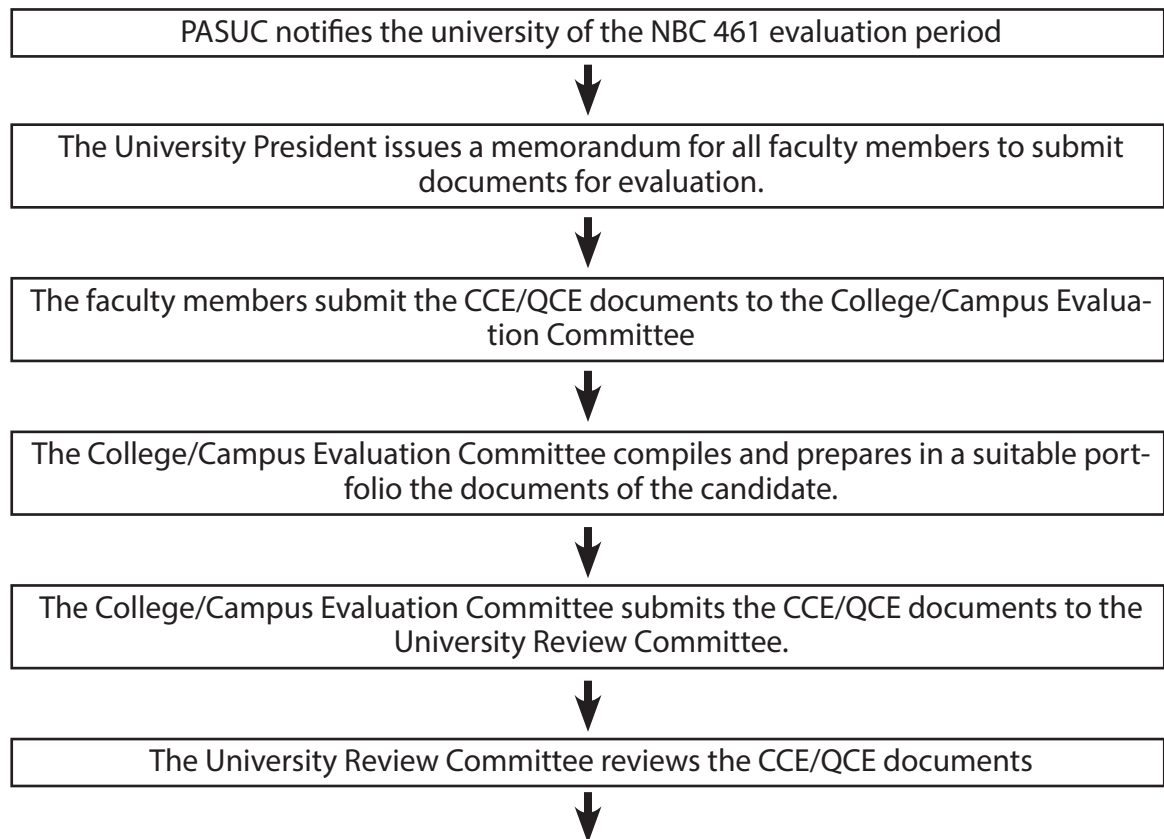 PASUC notifies the university of the NBC 461 evaluation period
The University President issues a memorandum for all faculty members to submit
documents for evaluation.
The faculty members submit the CCE/QCE documents to the College/Campus Evalua-
tion Committee
The College/Campus Evaluation Committee compiles and prepares in a suitable port-
folio the documents of the candidate.
The College/Campus Evaluation Committee submits the CCE/QCE documents to the
University Review Committee.
The University Review Committee reviews the CCE/QCE documents